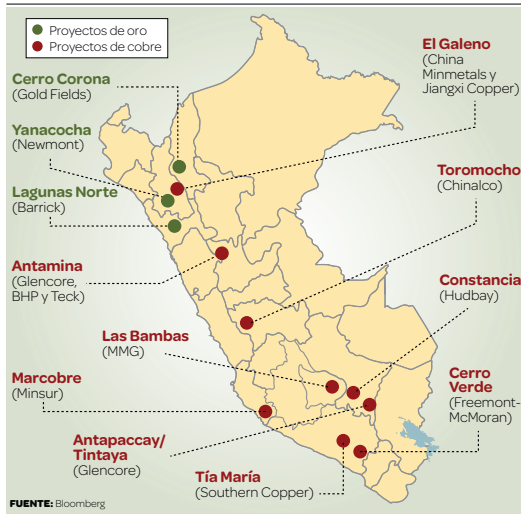 Proyectos de oro
Proyectos de cobre
Cerro Corona
(Gold Fields)
Yanacocha
(Newmont)
Lagunas Norte
(Barrick)
Antamina
(Glencore,
BHP y Teck)
Las Bambas
(MMG)
Marcobre
(Minsur)
Antapaccay/
Tintaya
(Glencore)
Tía María
(Southern Copper)
El Galeno
(China
Minmetals y
Jiangxi Copper)
Toromocho
(Chinalco)
Constancia
(Hudbay)
Cerro
Verde
(Freemont-
McMoran)
FUENTE: Bloomberg